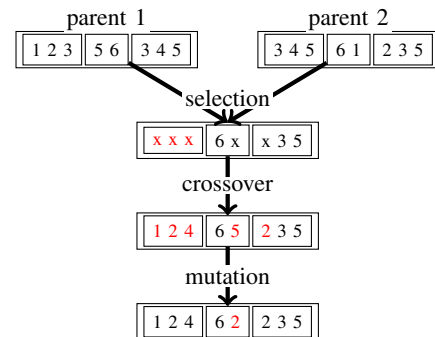 parent 1 parent 2
1 2 3 5 6 3 4 5 3 4 5 6 1 2 3 5
selection
x x x 6 x x 3 5
crossover
1 2 4 6 5 2 3 5
mutation
1 2 4 6 2 2 3 5